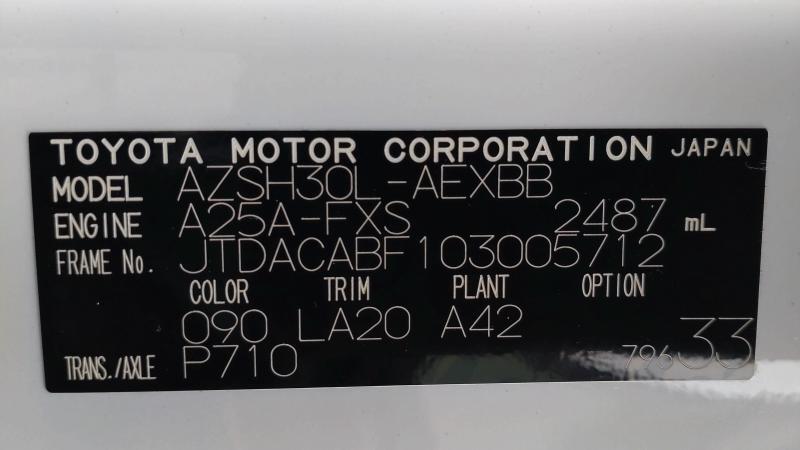 TOYOTA MOTOR CORPORATION JAPAN
MODEL AZSH30L-AEXBB
ENGINE A25A-FXS 2487 mL
FRAME No. JTDACABF103005712
COLOR TRIM PLANT OPTION
090 LA20 A42
TRANS./AXLE P710 79633